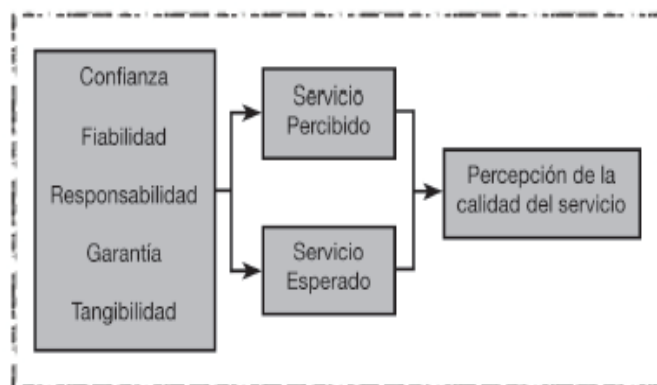 Confianza
Fiabilidad
Responsabilidad
Garantía
Tangibilidad
Servicio
Percibido
Servicio
Esperado
Percepción de la
calidad del servicio